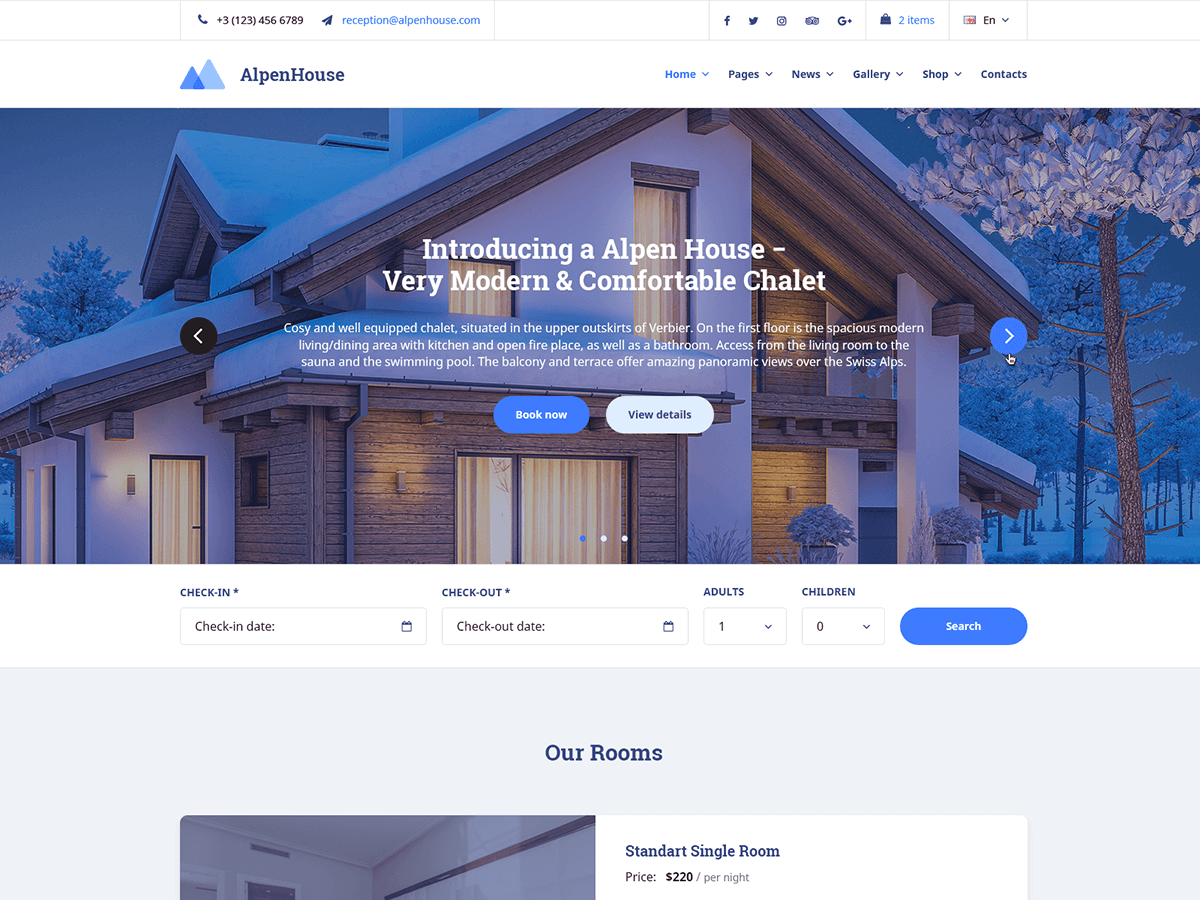 +3 (123) 456 6789 reception@alpenhouse.com 2 items En
AlpenHouse Home Pages News Gallery Shop Contacts
Introducing a Alpen House –
Very Modern & Comfortable Chalet
Cosy and well equipped chalet, situated in the upper outskirts of Verbier. On the first floor is the spacious modern
living/dining area with kitchen and open fire place, as well as a bathroom. Access from the living room to the
sauna and the swimming pool. The balcony and terrace offer amazing panoramic views over the Swiss Alps.
Book now View details
CHECK-IN * CHECK-OUT * ADULTS CHILDREN
Check-in date: Check-out date: 1 0 Search
Our Rooms
Standart Single Room
Price: $220 / per night